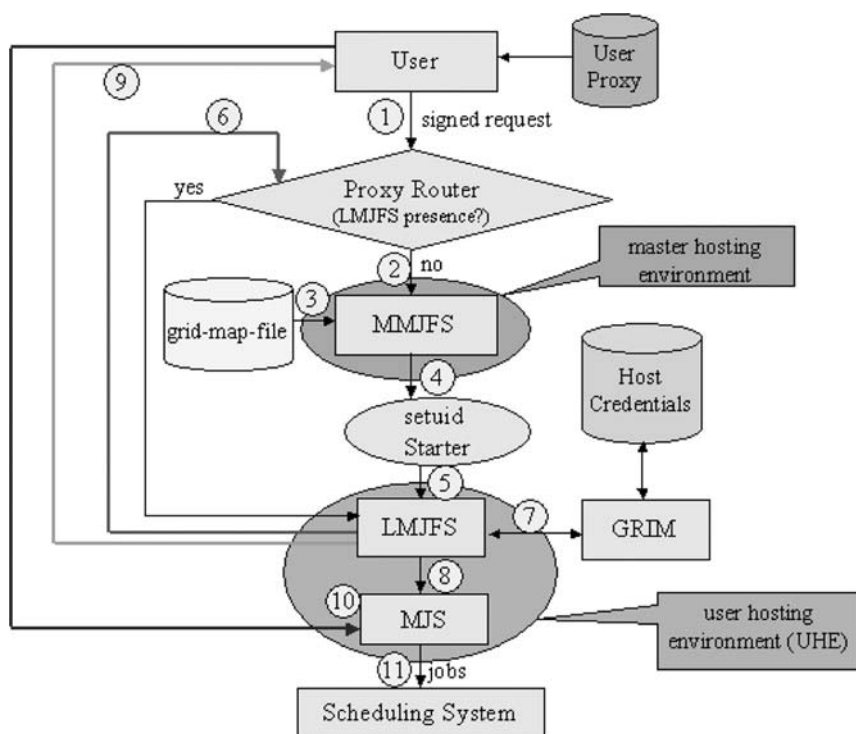 User
User
Proxy
9
1
signed request
6
yes
Proxy Router
(LMJFS presence?)
2
no
master hosting
environment
3
grid-map-file
MMJFS
4
Host
Credentials
setuid
Starter
5
LMJFS
7
GRIM
8
10
MJS
user hosting
environment (UHE)
11
jobs
Scheduling System